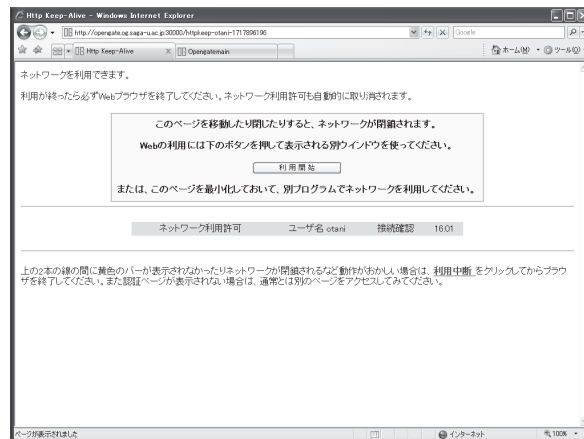 Http Keep-Alive - Windows Internet Explorer
http://opengate.og.saga-u.ac.jp:30000/httpkeep-otani-1717896196
Google
Http Keep-Alive
Opengatemain
ホーム(M)
ツール(O)
ネットワークを利用できます。
利用が終ったら必ずWebブラウザを終了してください。ネットワーク利用許可も自動的に取り消されます。
このページを移動したり閉じたりすると、ネットワークが閉鎖されます。
Webの利用には下のボタンを押して表示される別ウインドウを使ってください。
利用開始
または、このページを最小化しておいて、別プログラムでネットワークを利用してください。
ネットワーク利用許可 ユーザ名 otani 接続確認 16:01
上の2本の線の間に黄色のバーが表示されなかったりネットワークが閉鎖されるなど動作がおかしい場合は、利用中断 をクリックしてからブラウ
ザを終了してください。また認証ページが表示されない場合は、通常とは別のページをアクセスしてみてください。
ページが表示されました
インターネット
100%